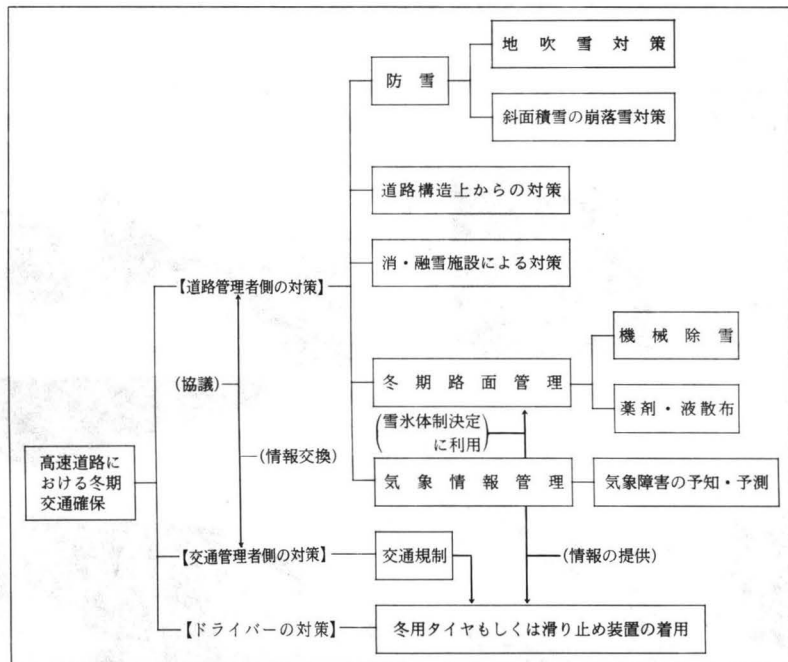 地吹雪対策
防雪
斜面積雪の崩落雪対策
道路構造上からの対策
消・融雪施設による対策
【道路管理者側の対策】
機械除雪
(協議)
冬期路面管理
薬剤・液散布
(雪氷体制決定
に利用)
(情報交換)
高速道路に
おける冬期
交通確保
気象情報管理
気象障害の予知・予測
【交通管理者側の対策】
交通規制
(情報の提供)
【ドライバーの対策】
冬用タイヤもしくは滑り止め装置の着用